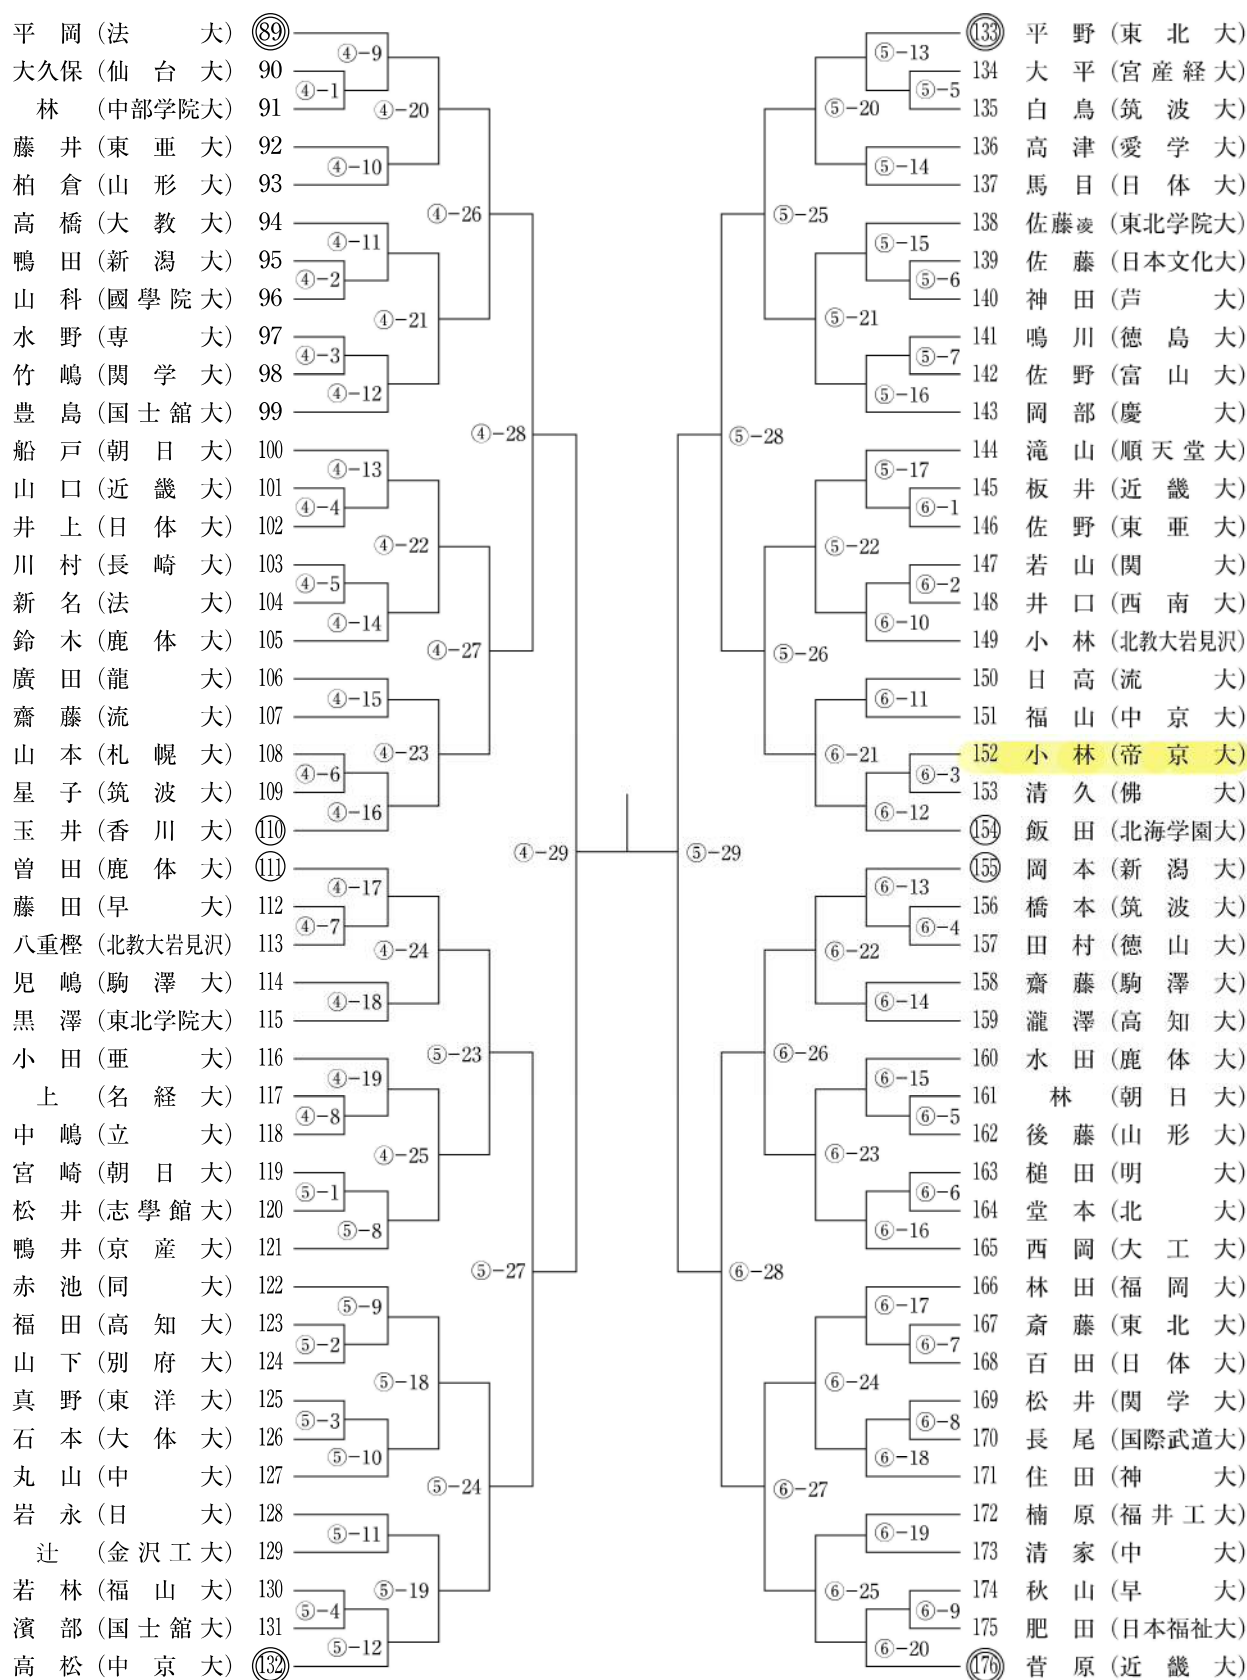 平岡（法大）89
大久保（仙台大）90
林（中部学院大）91
藤井（東亜大）92
柏倉（山形大）93
高橋（大教大）94
鴨田（新潟大）95
山科（國學院大）96
水野（専大）97
竹嶋（関学大）98
豊島（国士舘大）99
船戸（朝日大）100
山口（近畿大）101
井上（日体大）102
川村（長崎大）103
新名（法大）104
鈴木（鹿体大）105
廣田（龍大）106
齋藤（流大）107
山本（札幌大）108
星子（筑波大）109
玉井（香川大）110
曽田（鹿体大）111
藤田（早大）112
八重樫（北教大岩見沢）113
児嶋（駒澤大）114
黒澤（東北学院大）115
小田（亜大）116
上（名経大）117
中嶋（立大）118
宮崎（朝日大）119
松井（志學館大）120
鴨井（京産大）121
赤池（同大）122
福田（高知大）123
山下（別府大）124
真野（東洋大）125
石本（大体大）126
丸山（中大）127
岩永（日大）128
辻（金沢工大）129
若林（福山大）130
濱部（国士舘大）131
高松（中京大）132
④-1
④-2
④-3
④-4
④-5
④-6
④-7
④-8
⑤-1
⑤-2
⑤-3
⑤-4
④-9
④-10
④-11
④-12
④-13
④-14
④-15
④-16
④-17
④-18
④-19
⑤-8
⑤-9
⑤-10
⑤-11
⑤-12
④-20
④-21
④-22
④-23
④-24
④-25
⑤-18
⑤-19
④-26
④-27
⑤-23
⑤-24
④-28
⑤-27
④-29
⑤-29
⑤-28
⑥-28
⑤-25
⑤-26
⑥-26
⑥-27
⑤-20
⑤-21
⑤-22
⑥-21
⑥-22
⑥-23
⑥-24
⑥-25
⑤-13
⑤-14
⑤-15
⑤-16
⑤-17
⑥-10
⑥-11
⑥-12
⑥-13
⑥-14
⑥-15
⑥-16
⑥-17
⑥-18
⑥-19
⑥-20
⑤-5
⑤-6
⑤-7
⑥-1
⑥-2
⑥-3
⑥-4
⑥-5
⑥-6
⑥-7
⑥-8
⑥-9
133 平野（東北大）
134 大平（宮産経大）
135 白鳥（筑波大）
136 高津（愛学大）
137 馬目（日体大）
138 佐藤凌（東北学院大）
139 佐藤（日本文化大）
140 神田（芦大）
141 鳴川（徳島大）
142 佐野（富山大）
143 岡部（慶大）
144 滝山（順天堂大）
145 板井（近畿大）
146 佐野（東亜大）
147 若山（関大）
148 井口（西南大）
149 小林（北教大岩見沢）
150 日高（流大）
151 福山（中京大）
152 小林（帝京大）
153 清久（佛大）
154 飯田（北海学園大）
155 岡本（新潟大）
156 橋本（筑波大）
157 田村（徳山大）
158 齋藤（駒澤大）
159 瀧澤（高知大）
160 水田（鹿体大）
161 林（朝日大）
162 後藤（山形大）
163 槌田（明大）
164 堂本（北大）
165 西岡（大工大）
166 林田（福岡大）
167 斎藤（東北大）
168 百田（日体大）
169 松井（関学大）
170 長尾（国際武道大）
171 住田（神大）
172 楠原（福井工大）
173 清家（中大）
174 秋山（早大）
175 肥田（日本福祉大）
176 菅原（近畿大）